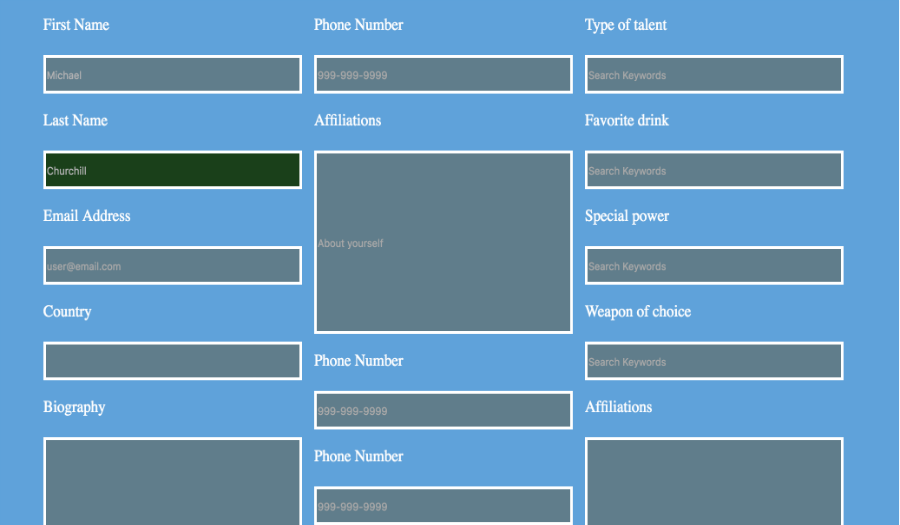 First Name
Michael
Last Name
Churchill
Email Address
user@email.com
Country
Biography
Phone Number
999-999-9999
Affiliations
About yourself
Phone Number
999-999-9999
Phone Number
999-999-9999
Type of talent
Search Keywords
Favorite drink
Search Keywords
Special power
Search Keywords
Weapon of choice
Search Keywords
Affiliations